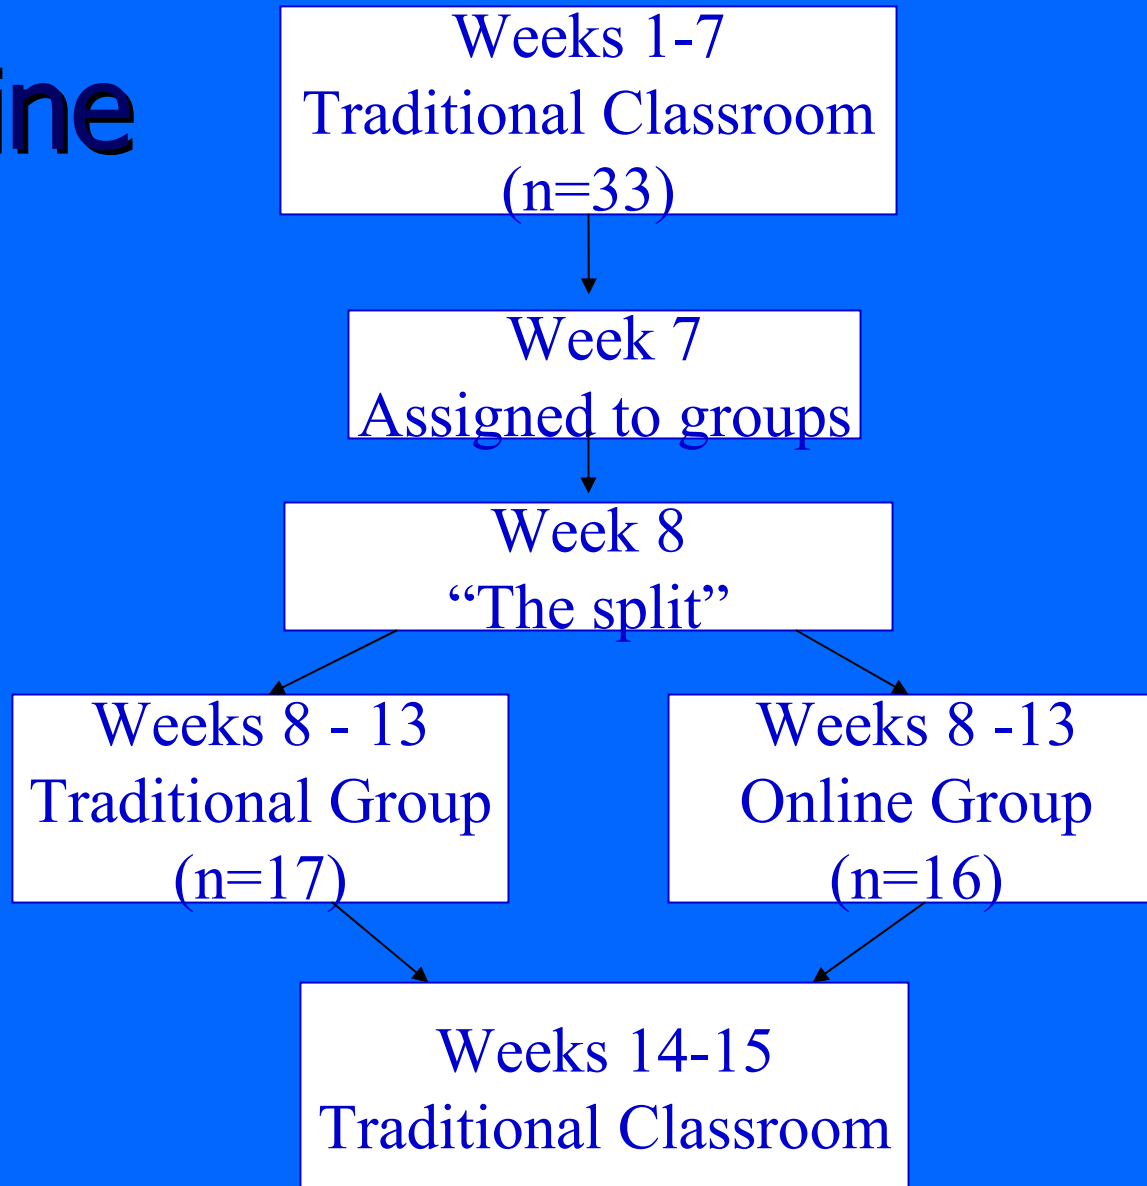 ine
Weeks 1-7
Traditional Classroom
(n=33)
Week 7
Assigned to groups
Week 8
“The split”
Weeks 8 - 13
Traditional Group
(n=17)
Weeks 8 -13
Online Group
(n=16)
Weeks 14-15
Traditional Classroom